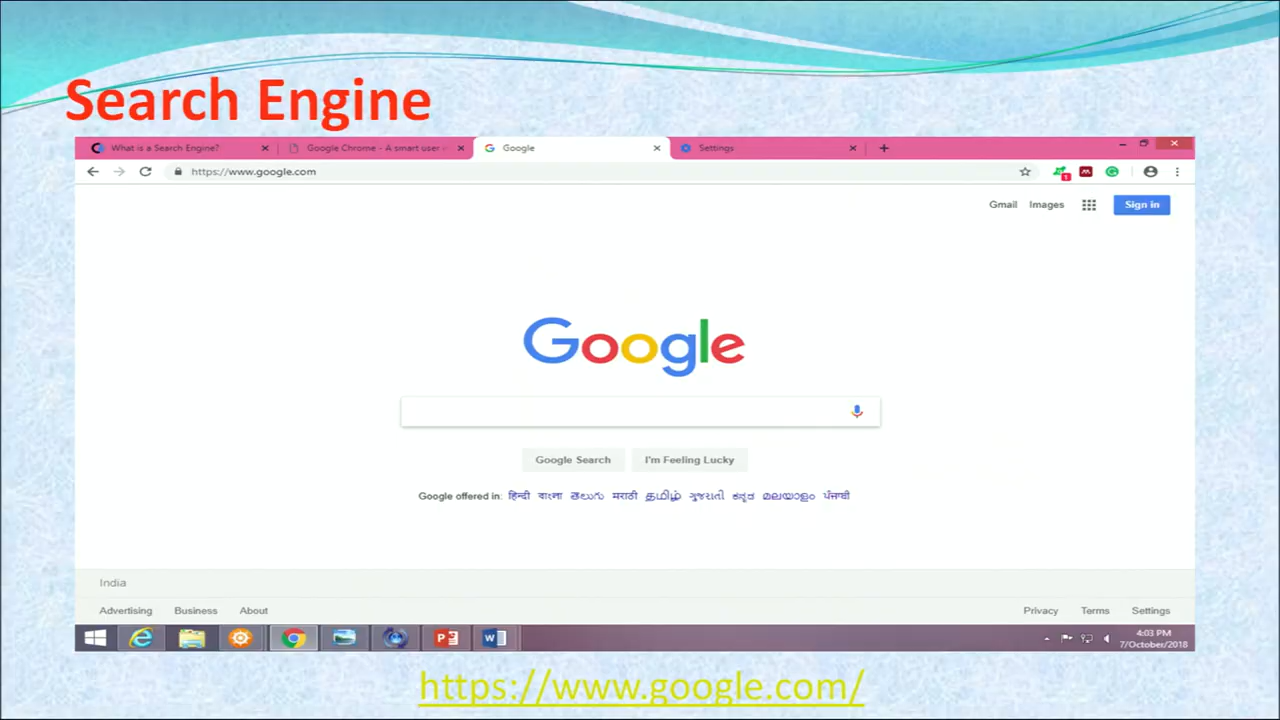 Search Engine
What is a Search Engine?
Google Chrome - A smart user
Google
Settings
https://www.google.com
1
Gmail Images Sign in
Google
Google Search I'm Feeling Lucky
Google offered in: हिन्दी বাংলা తెలుగు मराठी தமிழ் ગુજરાતી ಕನ್ನಡ മലയാളം ਪੰਜਾਬੀ
India
Advertising Business About Privacy Terms Settings
4:03 PM
7/October/2018
https://www.google.com/